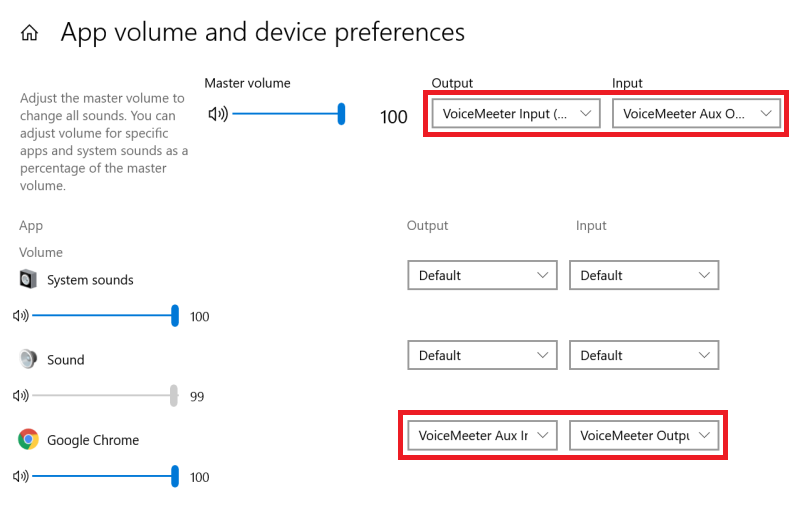 App volume and device preferences
Master volume
Output
Input
Adjust the master volume to
change all sounds. You can
adjust volume for specific
apps and system sounds as a
percentage of the master
volume.
100
VoiceMeeter Input (...
VoiceMeeter Aux O...
App
Output
Input
Volume
System sounds
Default
Default
100
Sound
Default
Default
99
Google Chrome
VoiceMeeter Aux Ir
VoiceMeeter Outpu
100